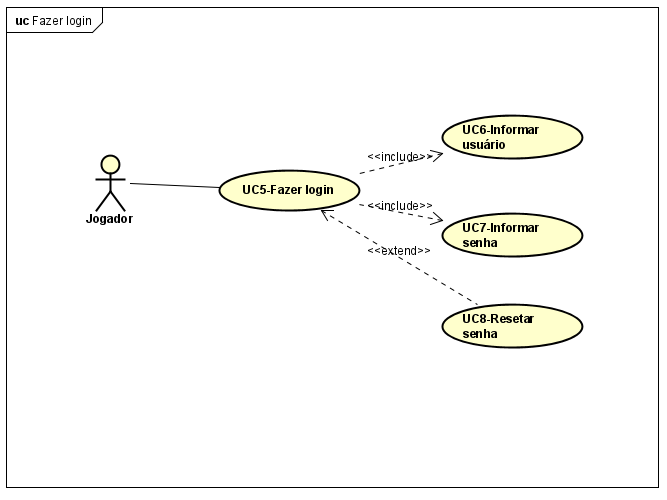 uc Fazer login
<<include>>
UC6-Informar
usuário
UC5-Fazer login
Jogador
<<include>>
UC7-Informar
senha
<<extend>>
UC8-Resetar
senha